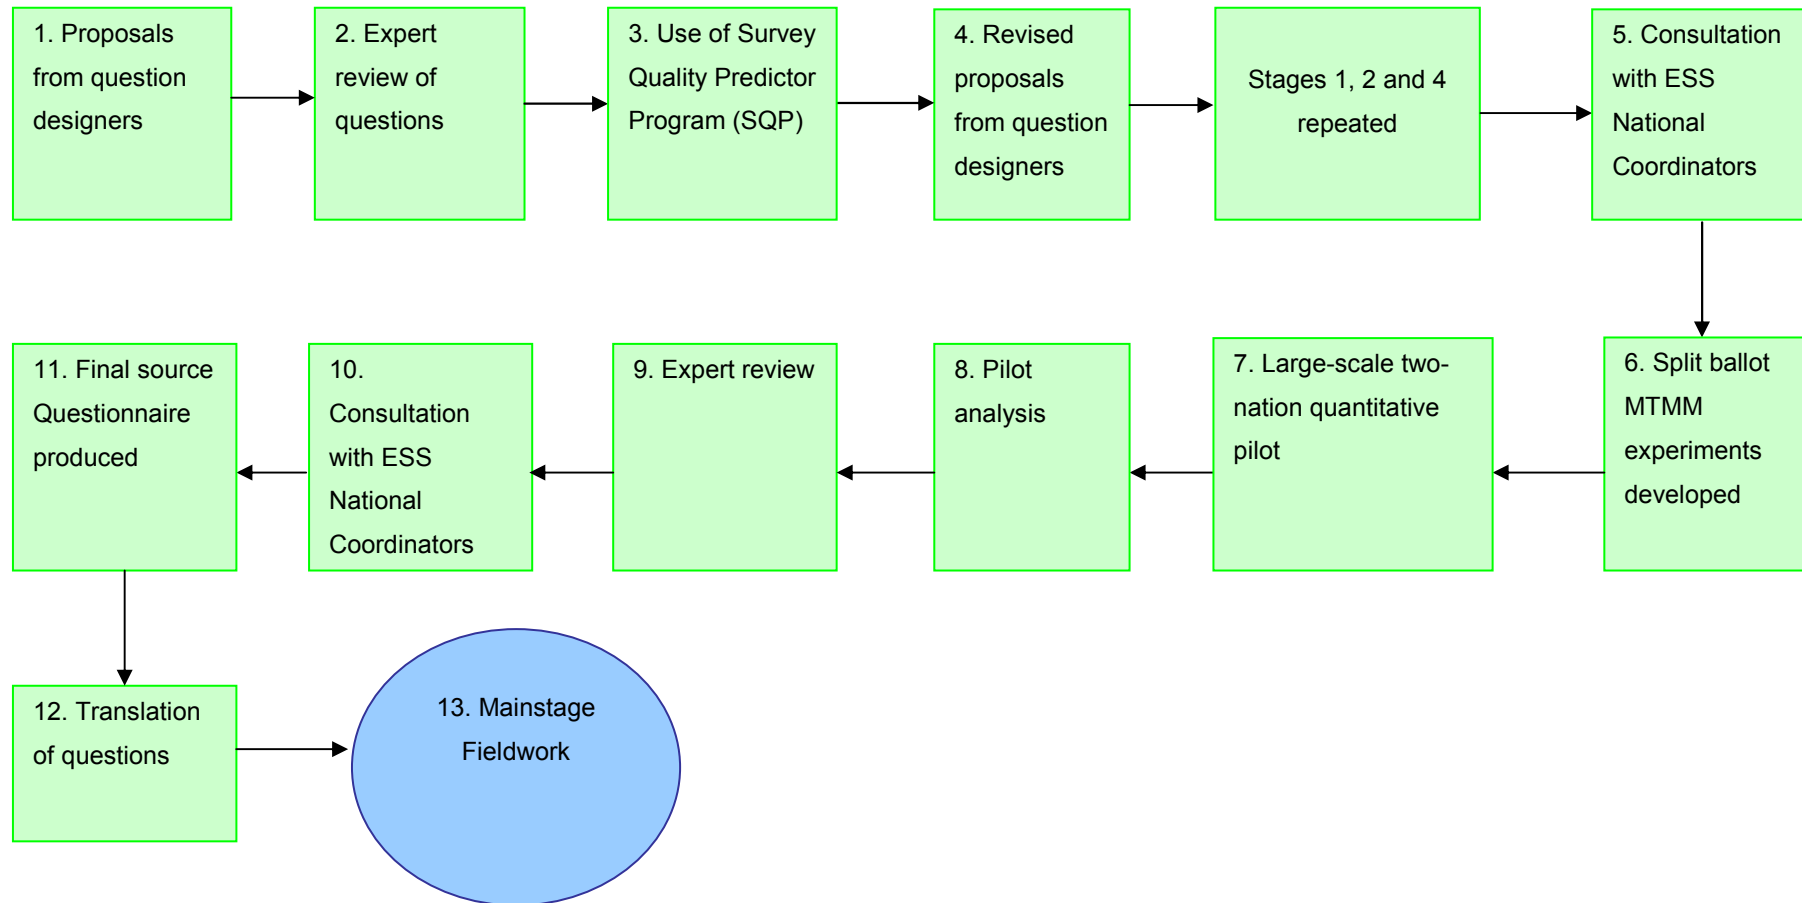 1. Proposals
from question
designers
2. Expert
review of
questions
3. Use of Survey
Quality Predictor
Program (SQP)
4. Revised
proposals
from question
designers
Stages 1, 2 and 4
repeated
5. Consultation
with ESS
National
Coordinators
11. Final source
Questionnaire
produced
10.
Consultation
with ESS
National
Coordinators
9. Expert review
8. Pilot
analysis
7. Large-scale two-
nation quantitative
pilot
6. Split ballot
MTMM
experiments
developed
12. Translation
of questions
13. Mainstage
Fieldwork